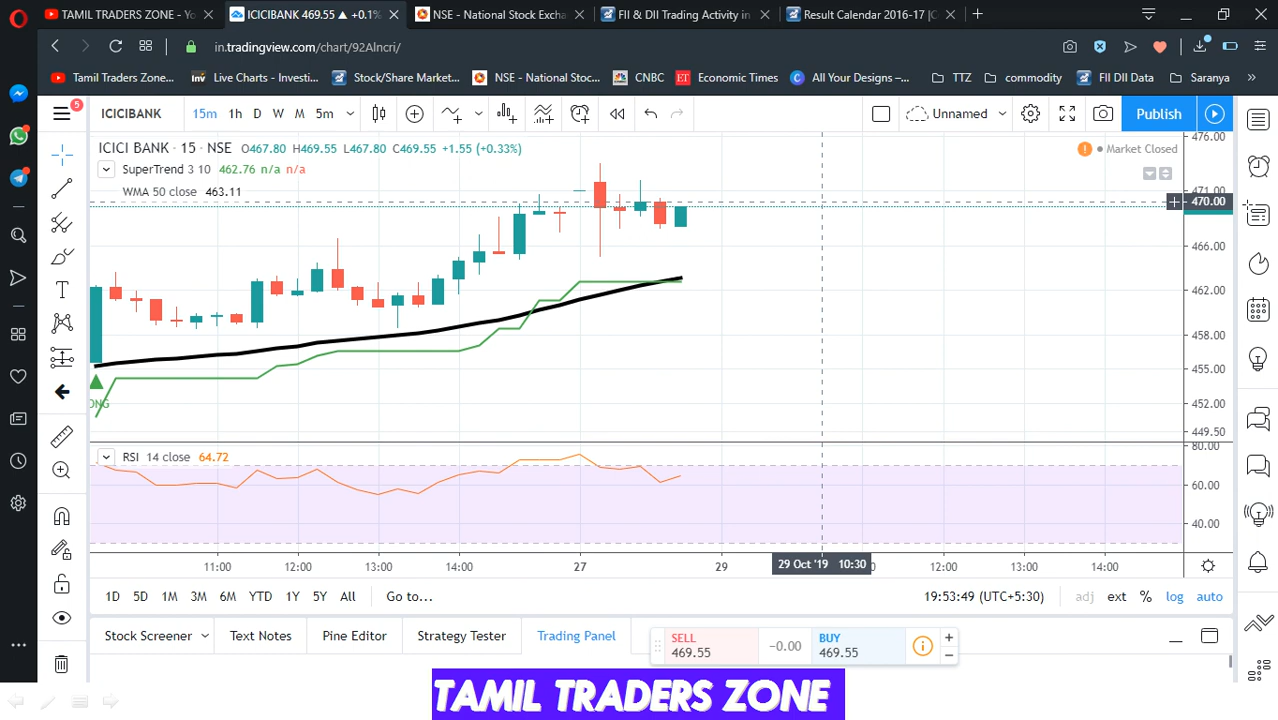 TAMIL TRADERS ZONE - Yo
ICICIBANK 469.55 ▲ +0.1%
NSE - National Stock Excha
FII & DII Trading Activity in
Result Calendar 2016-17 |
in.tradingview.com/chart/92Alncri/
Tamil Traders Zone...
Live Charts - Investi...
Stock/Share Market...
NSE - National Stoc...
CNBC
ET Economic Times
All Your Designs –...
TTZ
commodity
FII DII Data
Saranya
»
5
ICICIBANK
15m 1h D W M 5m
Unnamed
Publish
ICICI BANK · 15 · NSE O467.80 H469.55 L467.80 C469.55 +1.55 (+0.33%)
Market Closed
SuperTrend 3 10 462.76 n/a n/a
WMA 50 close 463.11
476.00
471.00
470.00
466.00
462.00
458.00
455.00
452.00
449.50
ONG
RSI 14 close 64.72
80.00
60.00
40.00
11:00 12:00 13:00 14:00 27 29 29 Oct '19 10:30 12:00 13:00 14:00
1D 5D 1M 3M 6M YTD 1Y 5Y All Go to...
19:53:49 (UTC+5:30) adj ext % log auto
Stock Screener Text Notes Pine Editor Strategy Tester Trading Panel
SELL
469.55
−0.00
BUY
469.55
TAMIL TRADERS ZONE